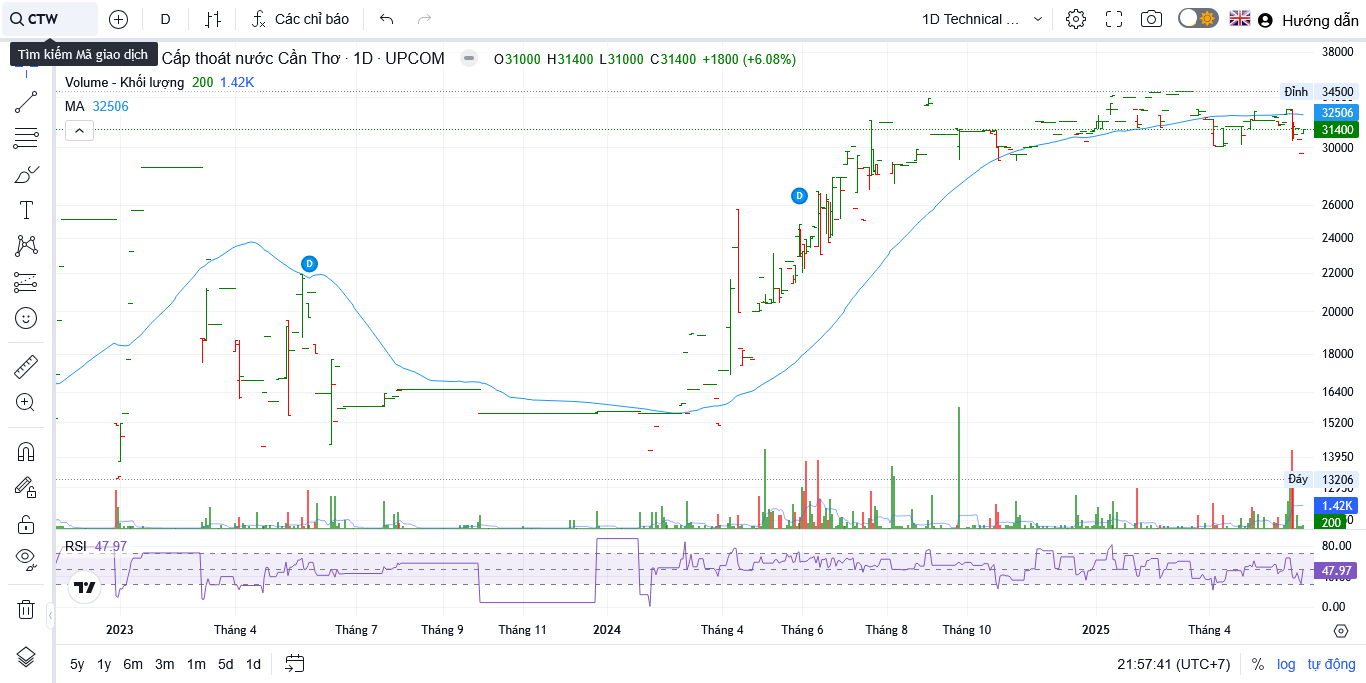 CTW
D
Các chỉ báo
1D Technical ...
Hướng dẫn
Tìm kiếm Mã giao dịch
Cấp thoát nước Cần Thơ · 1D · UPCOM
O31000 H31400 L31000 C31400 +1800 (+6.08%)
Volume - Khối lượng 200 1.42K
MA 32506
38000
Đỉnh 34500
32506
31400
30000
D
26000
24000
D
22000
20000
18000
16400
15200
13950
Đáy 13206
1.42K
200
RSI 47.97
80.00
47.97
0.00
2023 Tháng 4 Tháng 7 Tháng 9 Tháng 11 2024 Tháng 4 Tháng 6 Tháng 8 Tháng 10 2025 Tháng 4
5y 1y 6m 3m 1m 5d 1d
21:57:41 (UTC+7) % log tự động